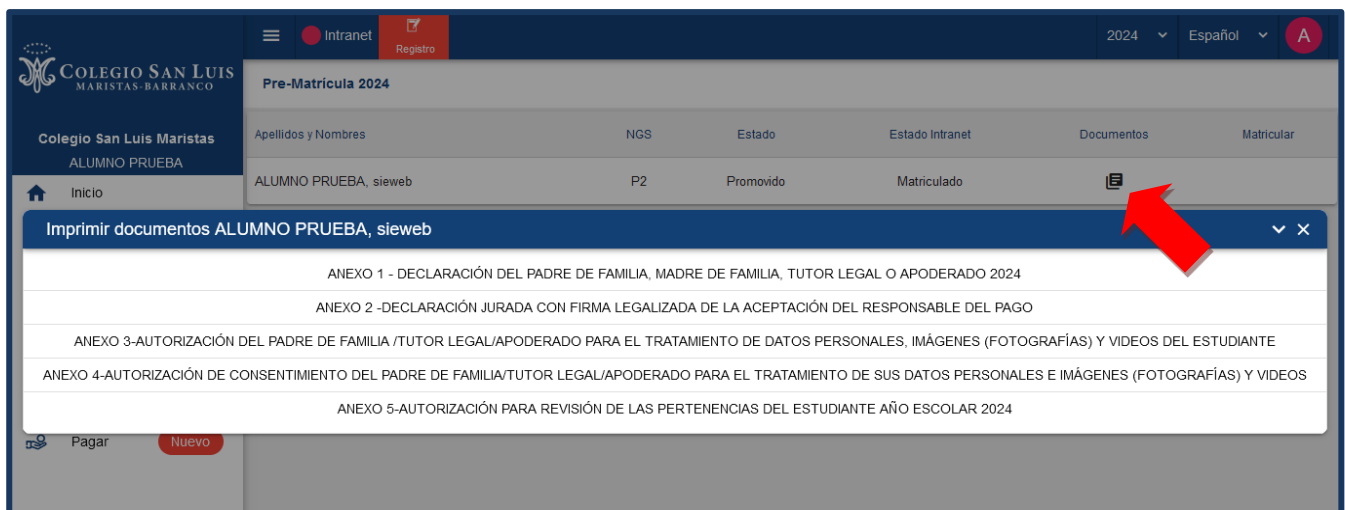 COLEGIO SAN LUIS
MARISTAS-BARRANCO
Colegio San Luis Maristas
ALUMNO PRUEBA
Inicio
Pagar Nuevo
Intranet Registro 2024 Español A
Pre-Matrícula 2024
Apellidos y Nombres NGS Estado Estado Intranet Documentos Matricular
ALUMNO PRUEBA, sieweb P2 Promovido Matriculado
Imprimir documentos ALUMNO PRUEBA, sieweb
ANEXO 1 - DECLARACIÓN DEL PADRE DE FAMILIA, MADRE DE FAMILIA, TUTOR LEGAL O APODERADO 2024
ANEXO 2 -DECLARACIÓN JURADA CON FIRMA LEGALIZADA DE LA ACEPTACIÓN DEL RESPONSABLE DEL PAGO
ANEXO 3-AUTORIZACIÓN DEL PADRE DE FAMILIA /TUTOR LEGAL/APODERADO PARA EL TRATAMIENTO DE DATOS PERSONALES, IMÁGENES (FOTOGRAFÍAS) Y VIDEOS DEL ESTUDIANTE
ANEXO 4-AUTORIZACIÓN DE CONSENTIMIENTO DEL PADRE DE FAMILIA/TUTOR LEGAL/APODERADO PARA EL TRATAMIENTO DE SUS DATOS PERSONALES E IMÁGENES (FOTOGRAFÍAS) Y VIDEOS
ANEXO 5-AUTORIZACIÓN PARA REVISIÓN DE LAS PERTENENCIAS DEL ESTUDIANTE AÑO ESCOLAR 2024